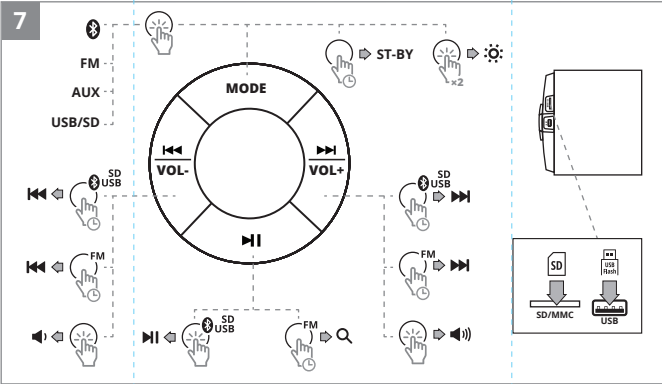 7
FM
AUX
USB/SD
MODE
ST-BY
×2
VOL-
VOL+
SD
USB
SD
USB
FM
FM
SD
USB
FM
SD
USB
Flash
SD/MMC
USB